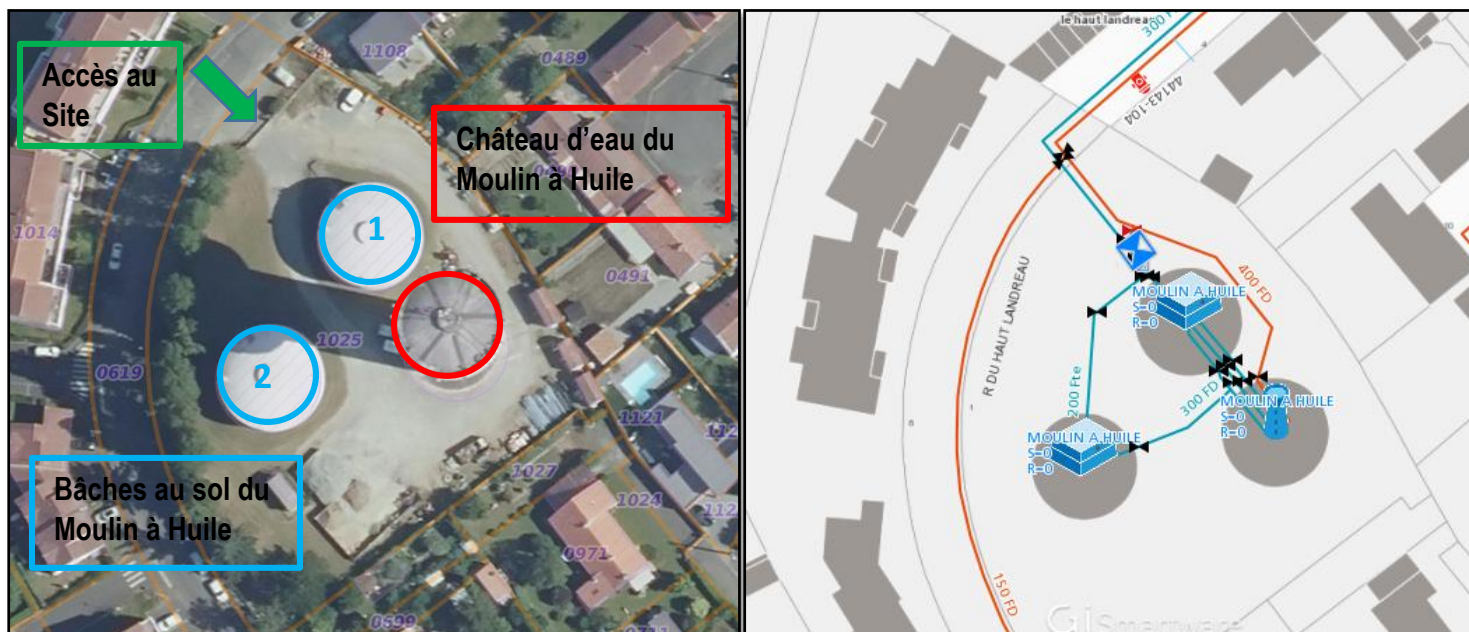 Accès au
Site
1108
0489
Château d'eau du
Moulin à Huile
1014
1
0491
1025
2
0619
1121
Bâches au sol du
Moulin à Huile
1027
1024
0971
0699
le haut landreau
300 F
44143-104
R DU HAUT LANDREAU
400 FD
MOULIN A HUILE
S=0
R=0
200 Fte
300 FD
MOULIN A HUILE
S=0
R=0
MOULIN A HUILE
S=0
R=0
150 FD
GiSmartware